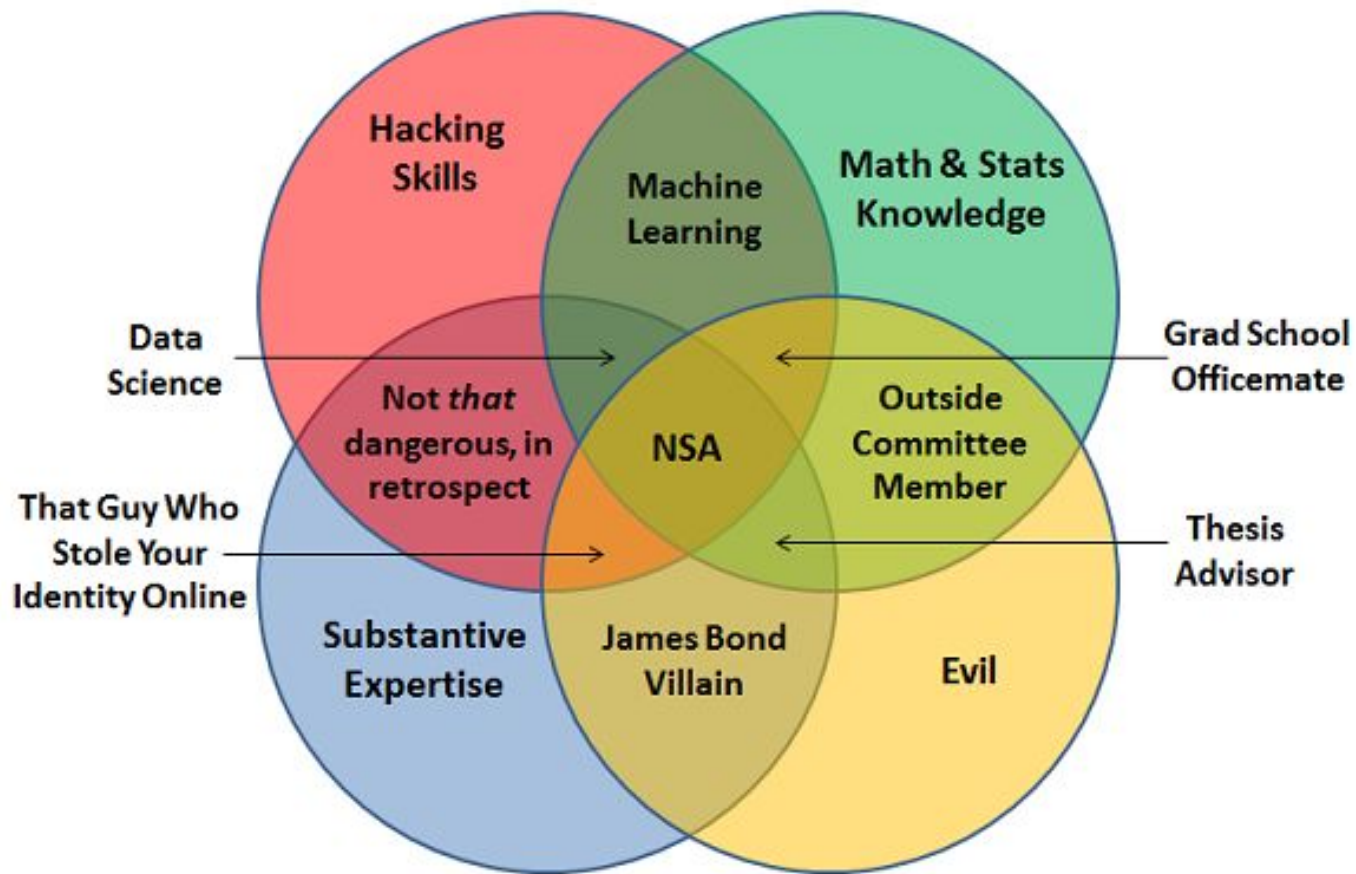 Hacking
Skills
Math & Stats
Knowledge
Machine
Learning
Data
Science
Grad School
Officemate
Not that
dangerous, in
retrospect
NSA
Outside
Committee
Member
That Guy Who
Stole Your
Identity Online
Thesis
Advisor
Substantive
Expertise
James Bond
Villain
Evil